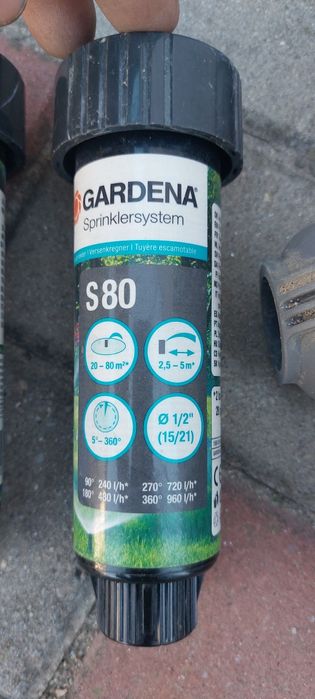 GARDENA®
Sprinklersystem
Versenkregner | Tuyère escamotable
S80
20 – 80 m²*
2,5 – 5 m*
5° – 360°
Ø 1/2"
(15/21)
90° 240 l/h* 270° 720 l/h*
180° 480 l/h* 360° 960 l/h*